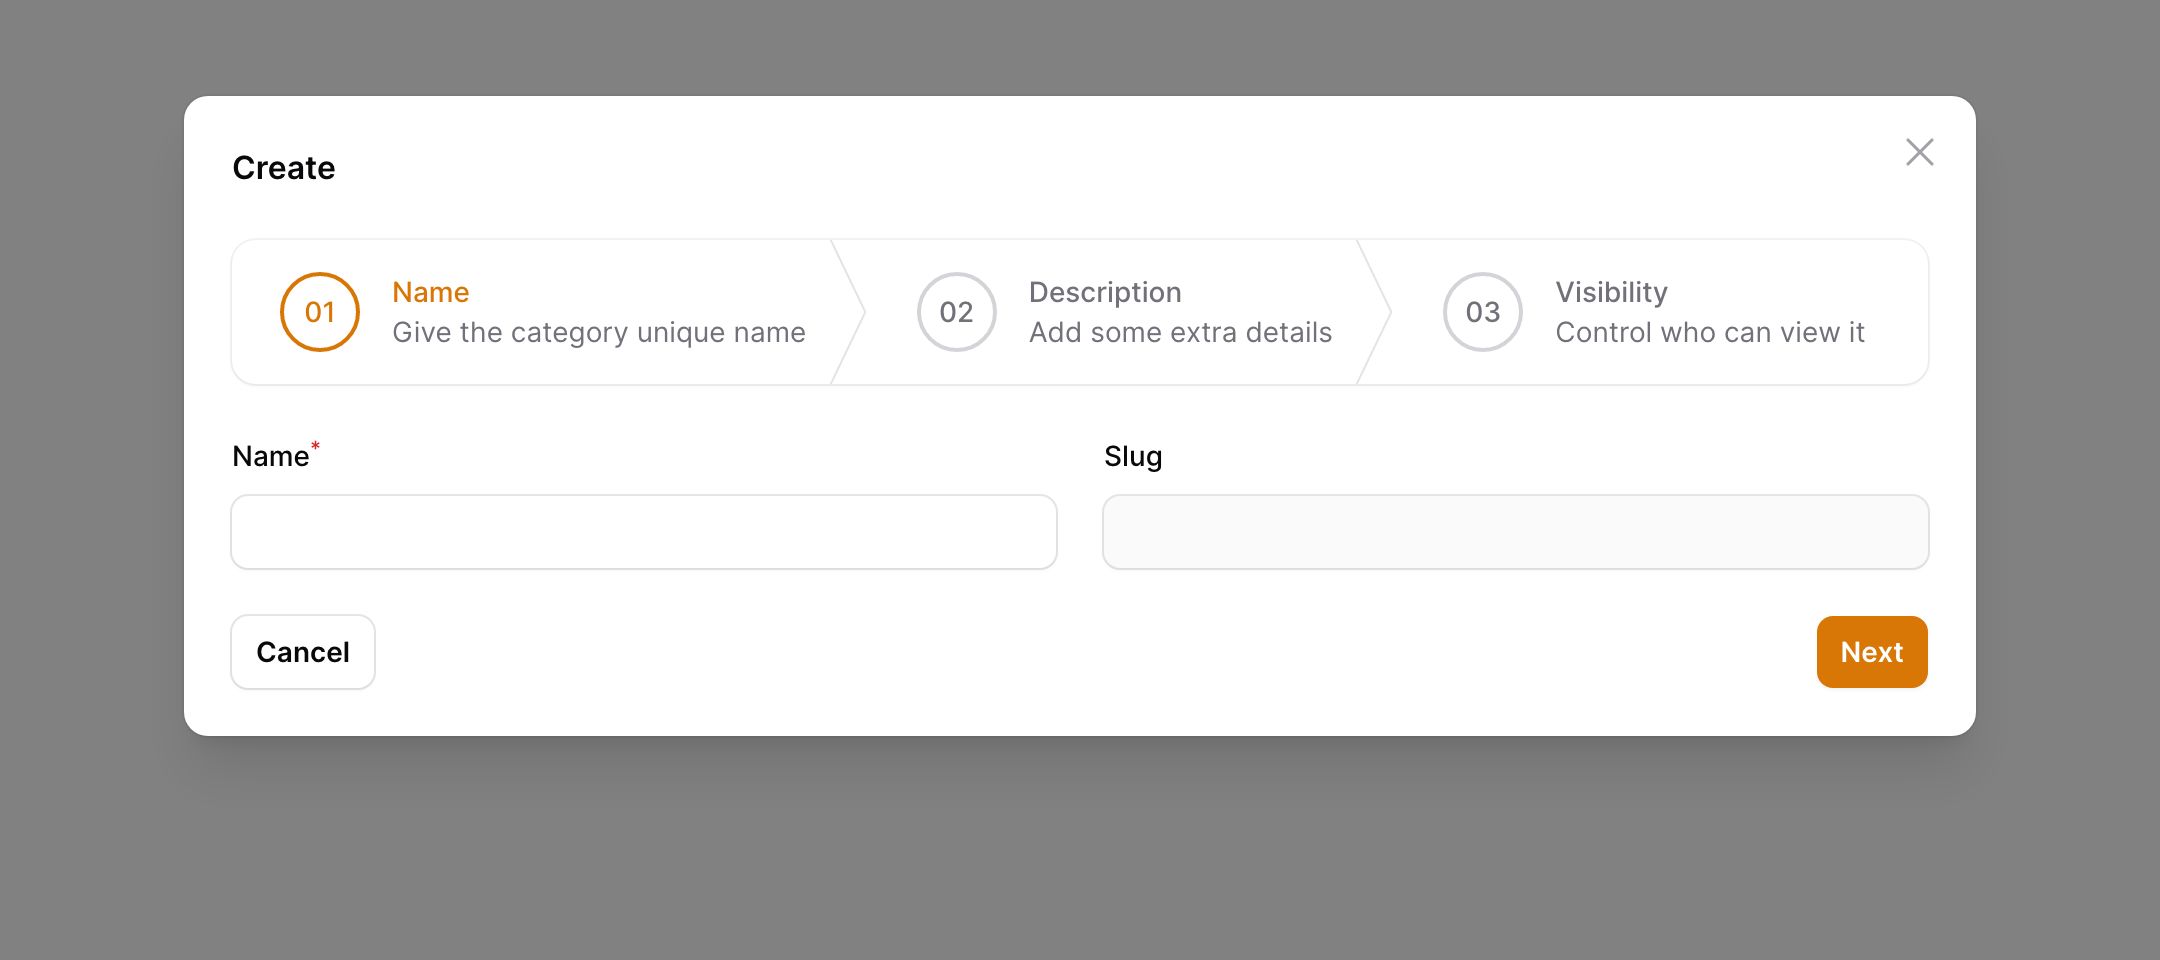 Create
01
Name
Give the category unique name
02
Description
Add some extra details
03
Visibility
Control who can view it
Name*
Slug
Cancel
Next